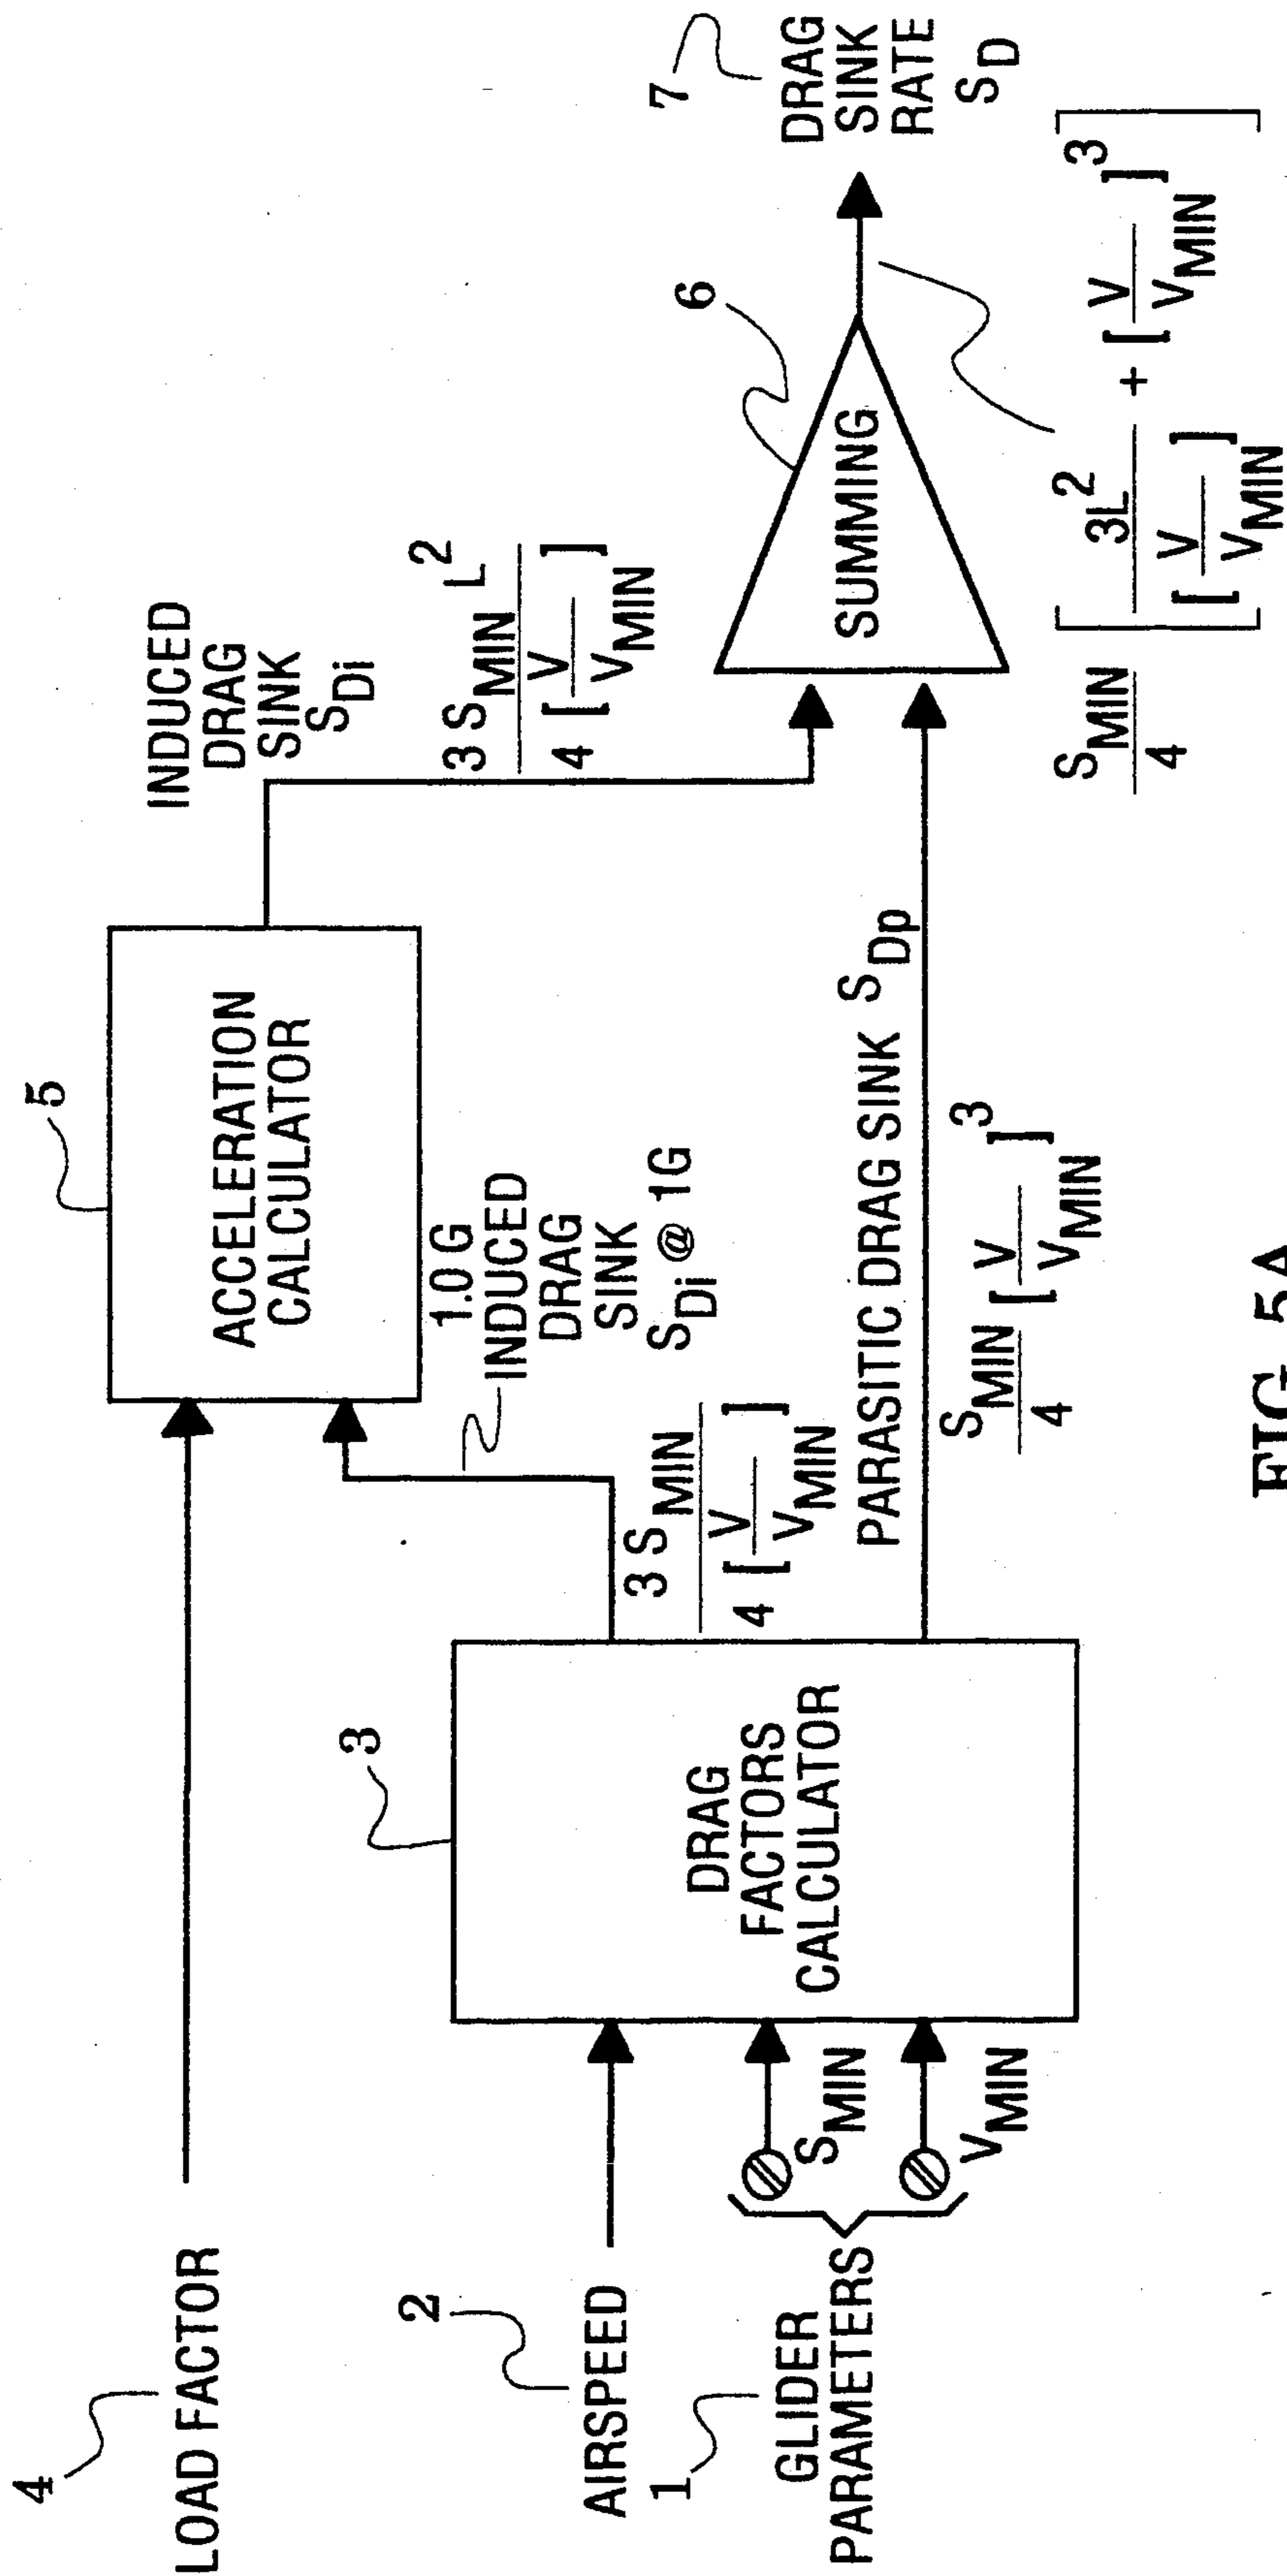 4
LOAD FACTOR
2
AIRSPEED
1
GLIDER
PARAMETERS
S_MIN
V_MIN
3
DRAG
FACTORS
CALCULATOR
5
ACCELERATION
CALCULATOR
1.0 G
INDUCED
DRAG
SINK
S_Di @ 1G
3 S_MIN
4 [ V / V_MIN ]
PARASITIC DRAG SINK S_Dp
S_MIN / 4 [ V / V_MIN ]^3
INDUCED
DRAG
SINK
S_Di
3 S_MIN L^2
4 [ V / V_MIN ]
6
SUMMING
7
DRAG
SINK
RATE
S_D
S_MIN / 4 [ 3L^2 / [ V / V_MIN ] + [ V / V_MIN ]^3 ]
FIG. 5A